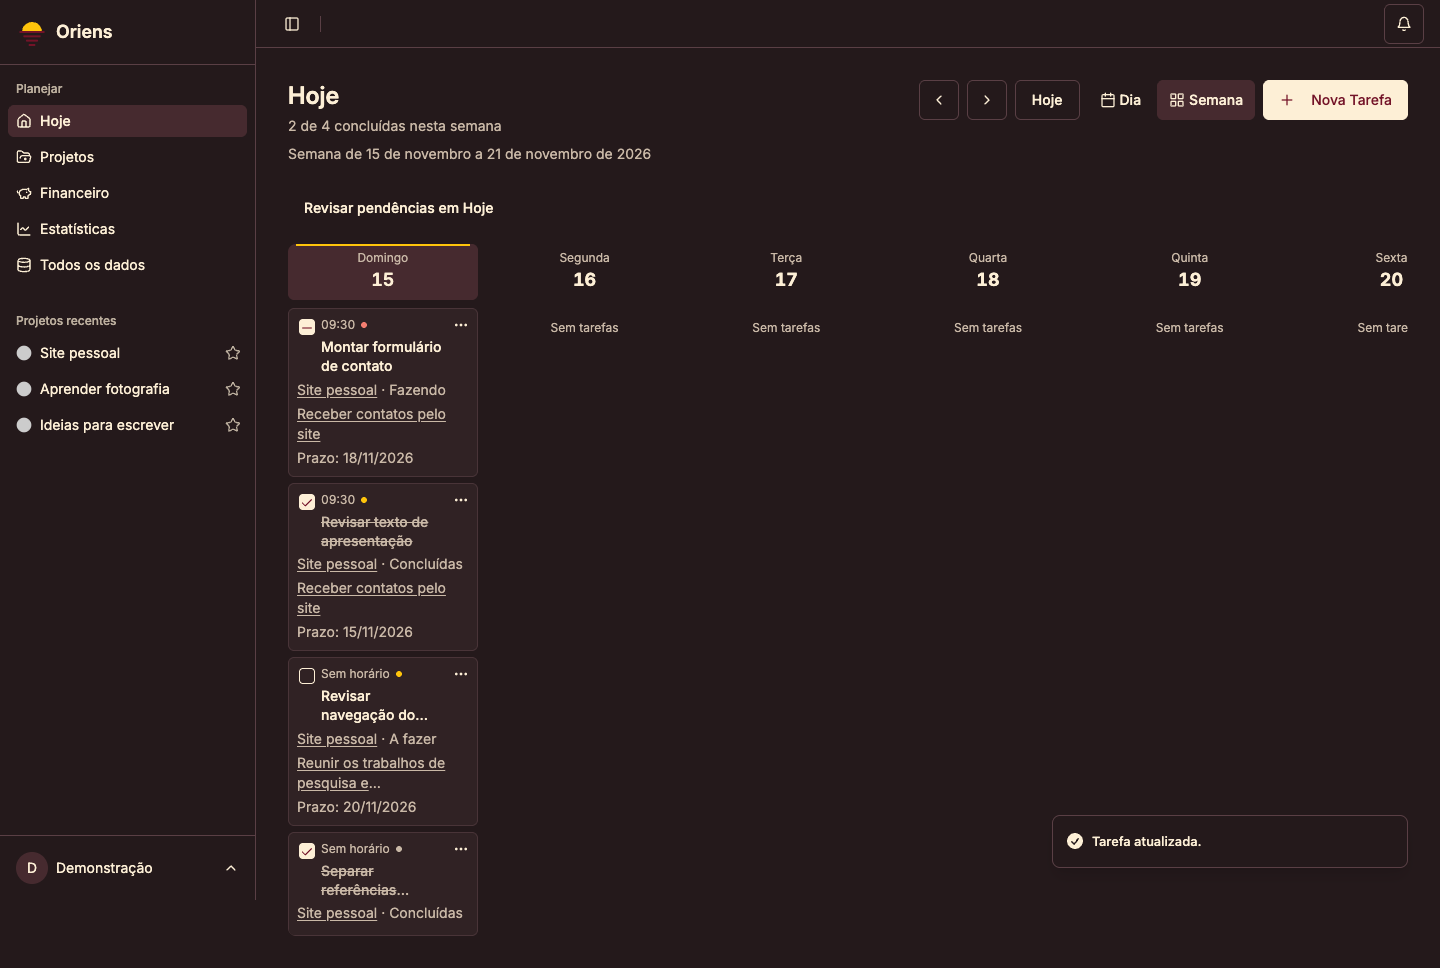 Oriens
Planejar
Hoje
Projetos
Financeiro
Estatísticas
Todos os dados
Projetos recentes
Site pessoal
Aprender fotografia
Ideias para escrever
D Demonstração
Hoje
2 de 4 concluídas nesta semana
Semana de 15 de novembro a 21 de novembro de 2026
Hoje
Dia
Semana
Nova Tarefa
Revisar pendências em Hoje
Domingo
15
Segunda
16
Terça
17
Quarta
18
Quinta
19
Sexta
20
09:30
Montar formulário
de contato
Site pessoal · Fazendo
Receber contatos pelo
site
Prazo: 18/11/2026
09:30
Revisar texto de
apresentação
Site pessoal · Concluídas
Receber contatos pelo
site
Prazo: 15/11/2026
Sem horário
Revisar
navegação do...
Site pessoal · A fazer
Reunir os trabalhos de
pesquisa e...
Prazo: 20/11/2026
Sem horário
Separar
referências...
Site pessoal · Concluídas
Sem tarefas
Sem tarefas
Sem tarefas
Sem tarefas
Sem tare
Tarefa atualizada.